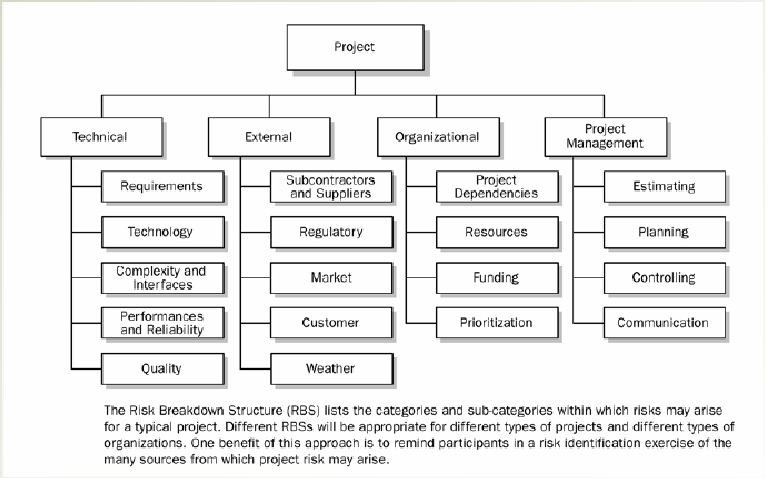 Project
Technical
External
Organizational
Project
Management
Requirements
Technology
Complexity and
Interfaces
Performances
and Reliability
Quality
Subcontractors
and Suppliers
Regulatory
Market
Customer
Weather
Project
Dependencies
Resources
Funding
Prioritization
Estimating
Planning
Controlling
Communication
The Risk Breakdown Structure (RBS) lists the categories and sub-categories within which risks may arise
for a typical project. Different RBSs will be appropriate for different types of projects and different types of
organizations. One benefit of this approach is to remind participants in a risk identification exercise of the
many sources from which project risk may arise.